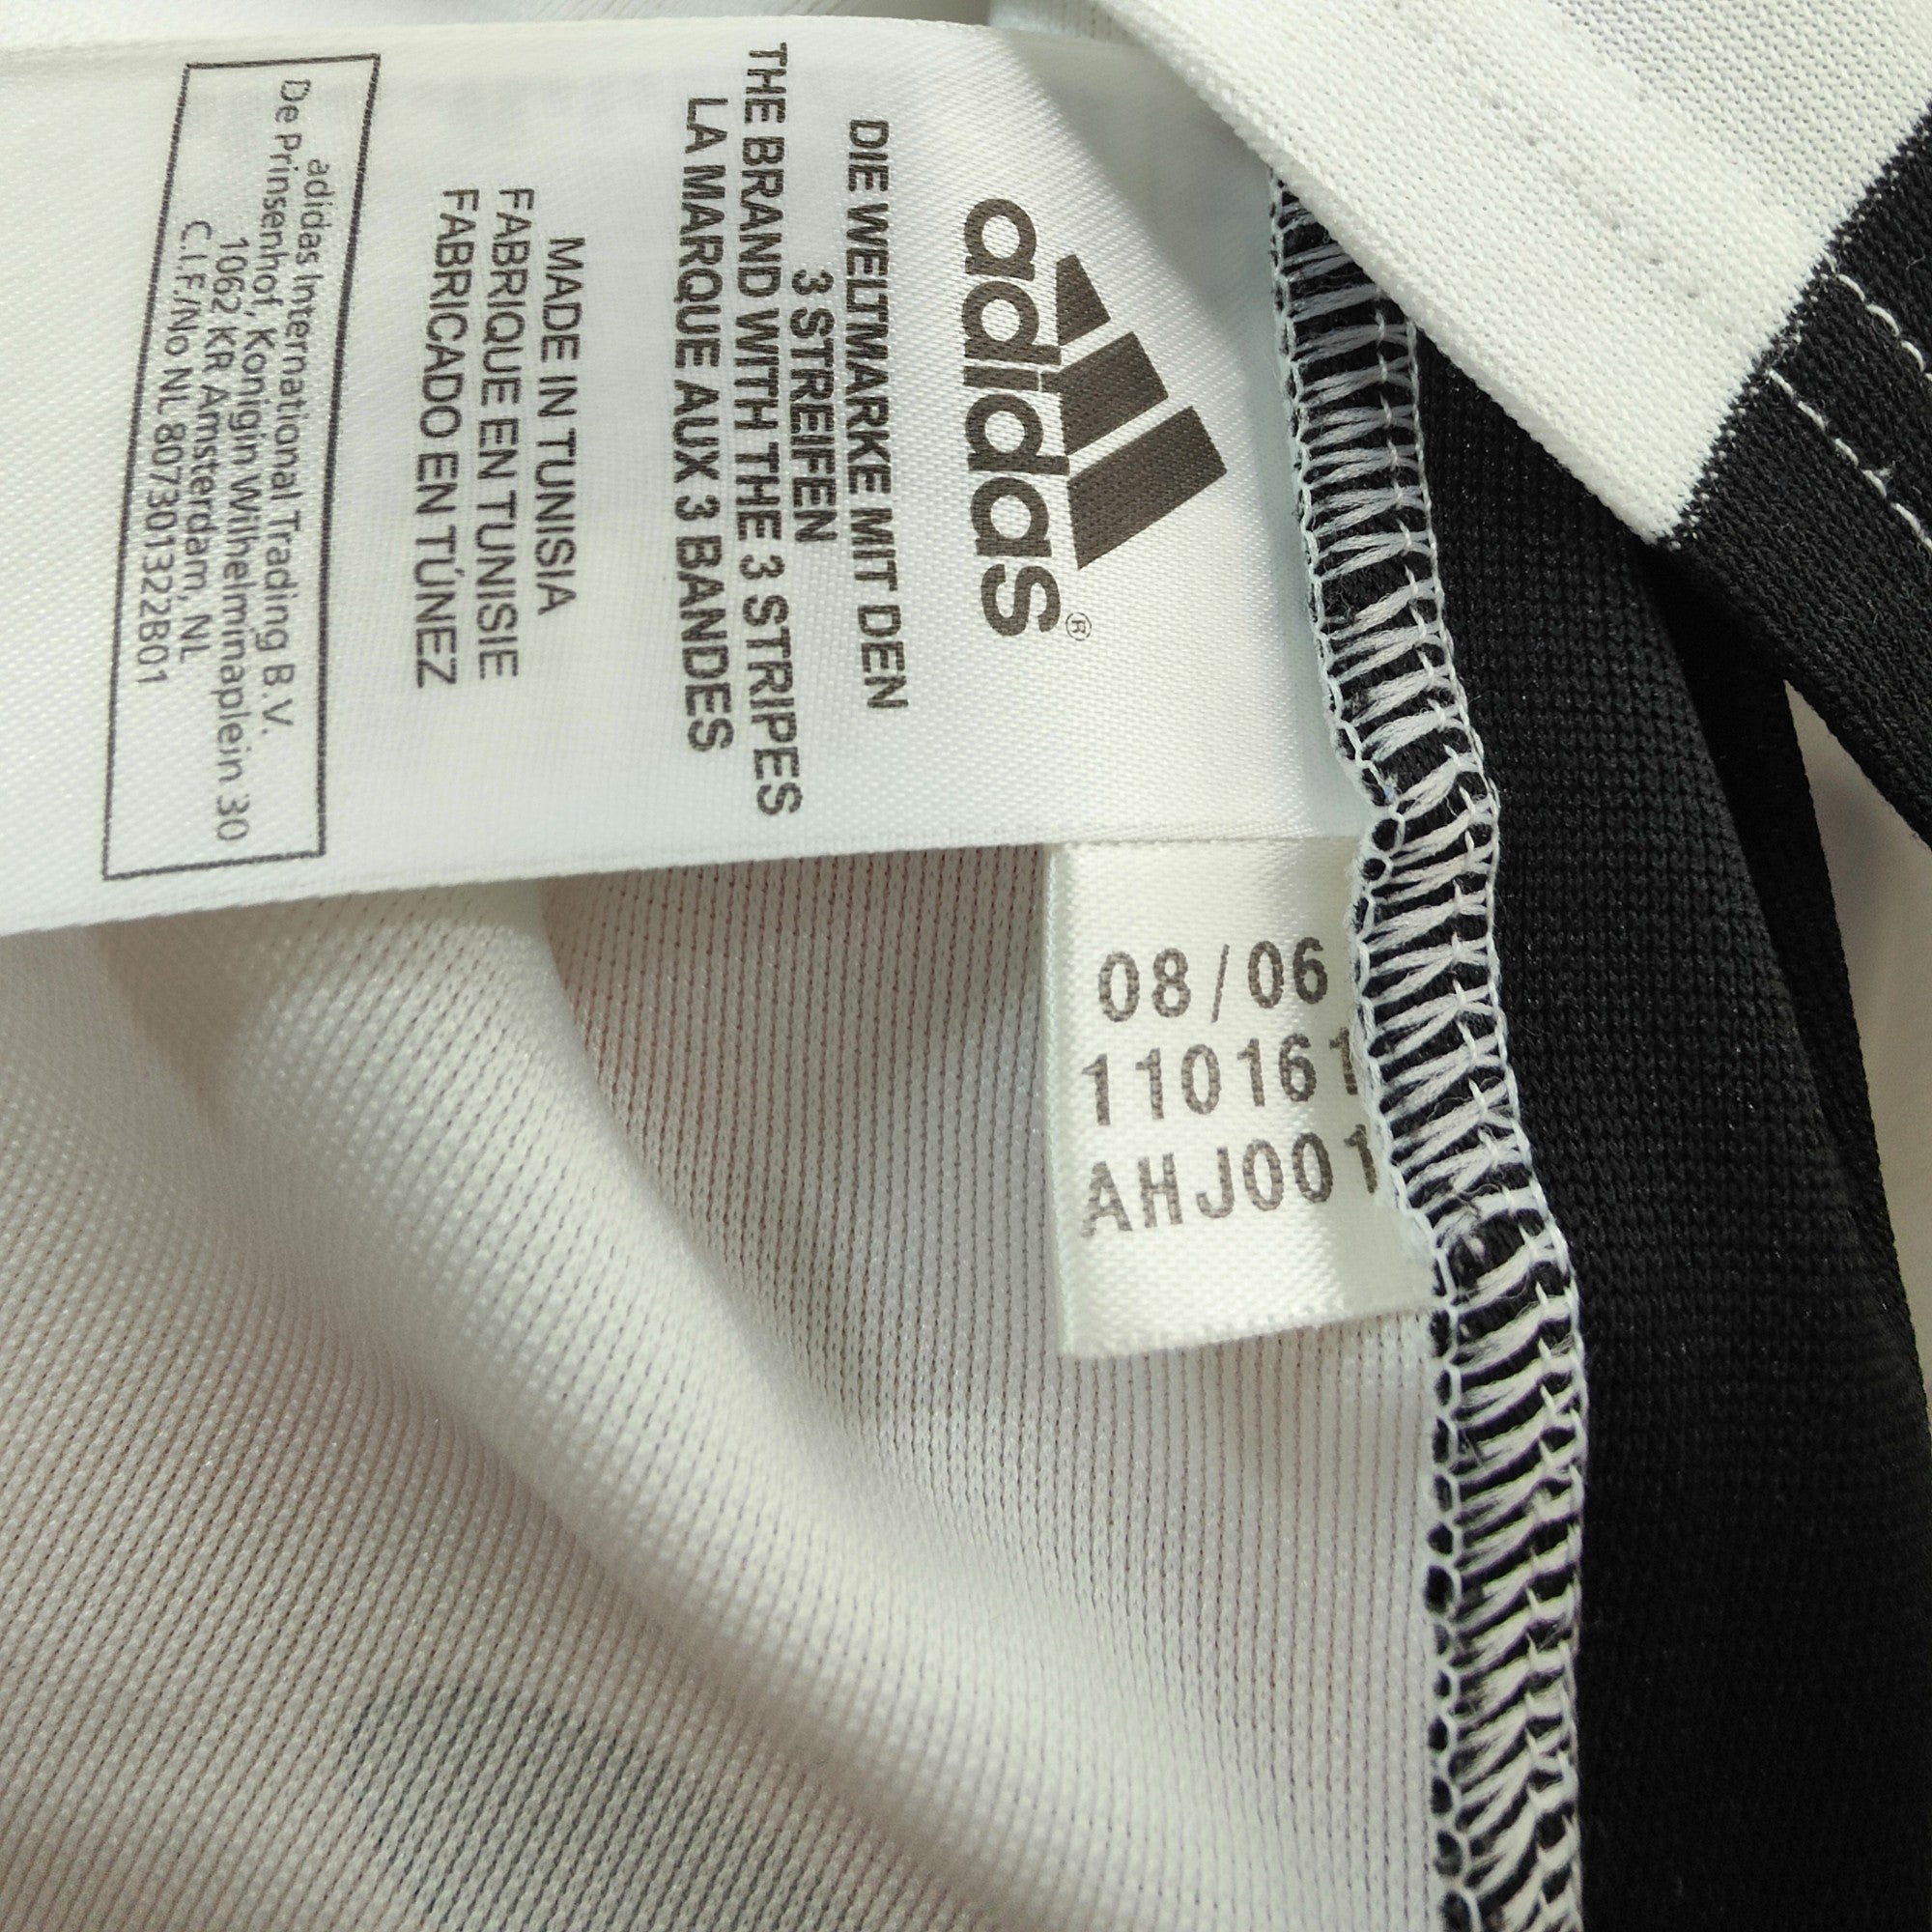 adidas®
DIE WELTMARKE MIT DEN
3 STREIFEN
THE BRAND WITH THE 3 STRIPES
LA MARQUE AUX 3 BANDES
MADE IN TUNISIA
FABRIQUE EN TUNISIE
FABRICADO EN TÚNEZ
adidas International Trading B.V.
De Prinsenhof, Konigin Wilhelminaplein 30
1062 KR Amsterdam, NL
C.I.F/No NL 807301322B01
08/06
110161
AHJ001